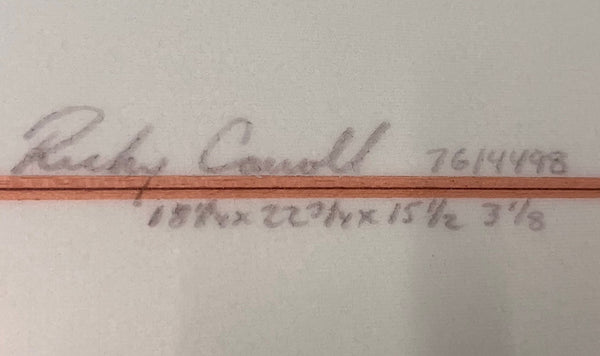 Ricky Carroll 7614498
18¼ x 22¾ x 15½ 3⅛